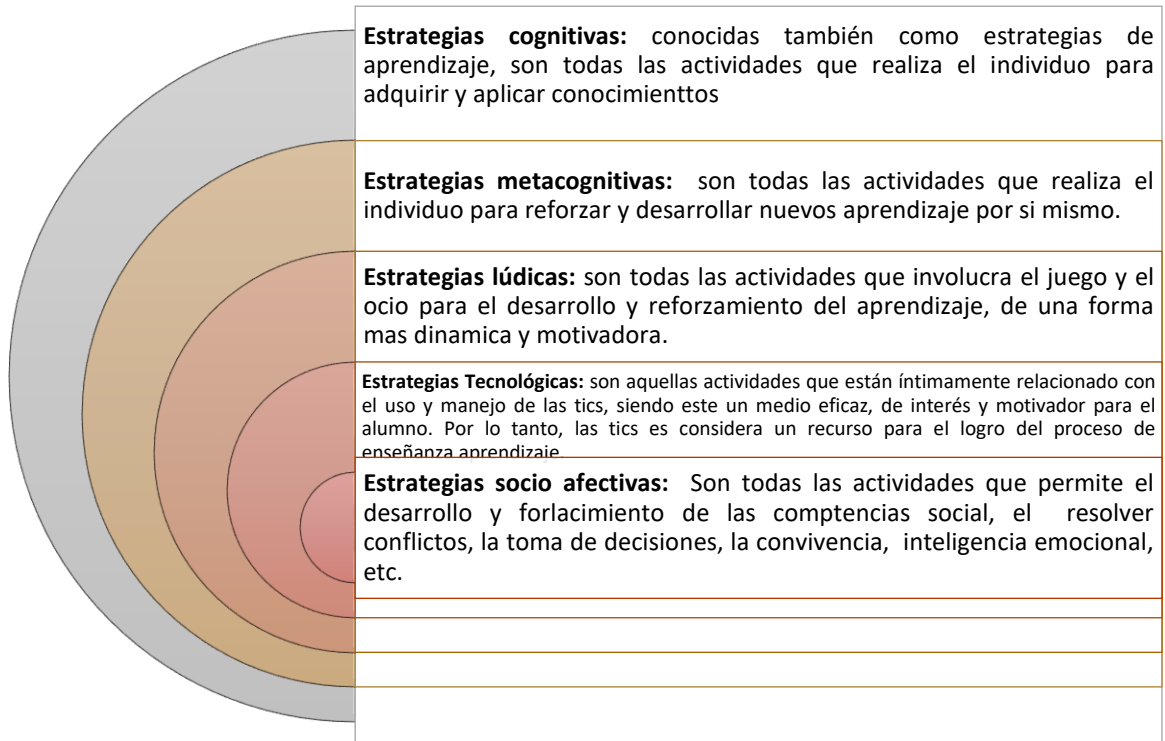 Estrategias cognitivas: conocidas también como estrategias de
aprendizaje, son todas las actividades que realiza el individuo para
adquirir y aplicar conocimienttos
Estrategias metacognitivas: son todas las actividades que realiza el
individuo para reforzar y desarrollar nuevos aprendizaje por si mismo.
Estrategias lúdicas: son todas las actividades que involucra el juego y el
ocio para el desarrollo y reforzamiento del aprendizaje, de una forma
mas dinamica y motivadora.
Estrategias Tecnológicas: son aquellas actividades que están íntimamente relacionado con
el uso y manejo de las tics, siendo este un medio eficaz, de interés y motivador para el
alumno. Por lo tanto, las tics es considera un recurso para el logro del proceso de
enseñanza aprendizaje.
Estrategias socio afectivas: Son todas las actividades que permite el
desarrollo y forlacimiento de las comptencias social, el resolver
conflictos, la toma de decisiones, la convivencia, inteligencia emocional,
etc.